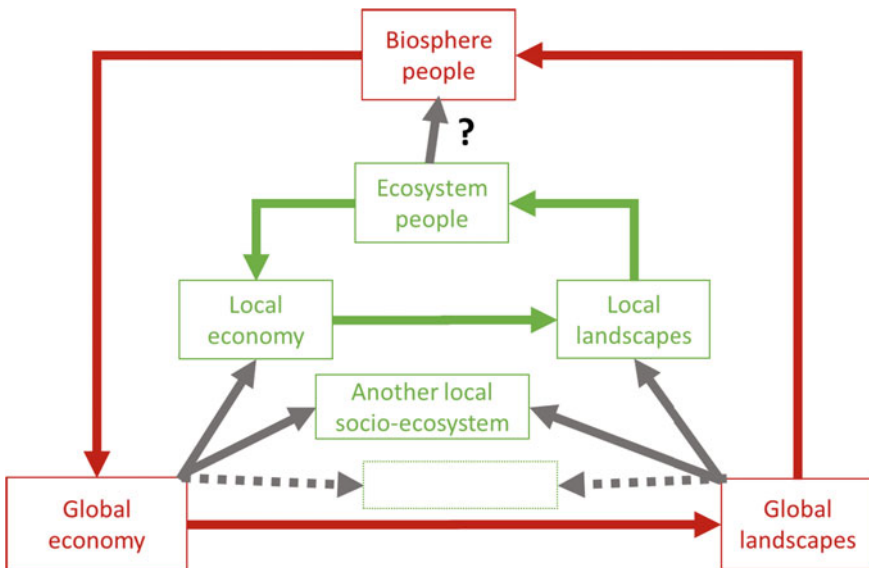 Biosphere
people
?
Ecosystem
people
Local
economy
Local
landscapes
Another local
socio-ecosystem
Global
economy
Global
landscapes